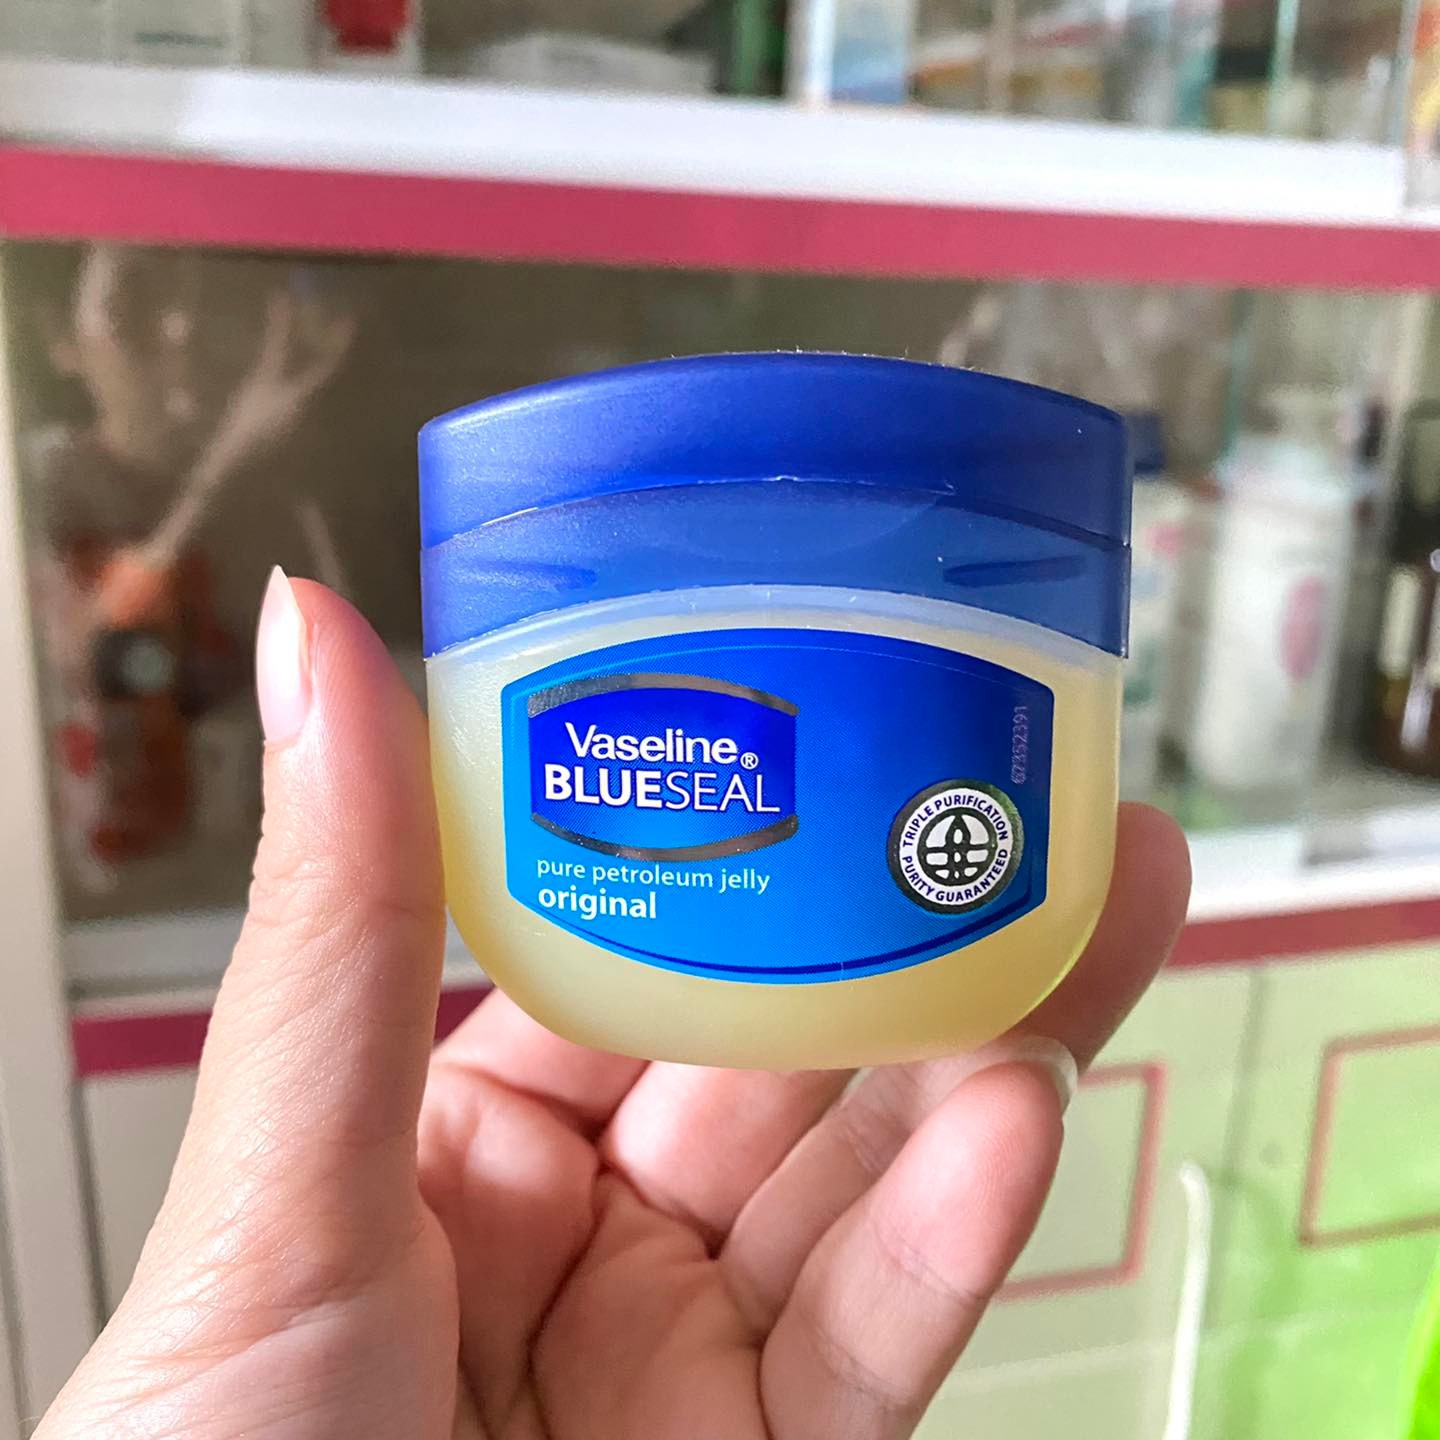 Vaseline®
BLUESEAL
pure petroleum jelly
original
TRIPLE PURIFICATION
PURITY GUARANTEED
67352391